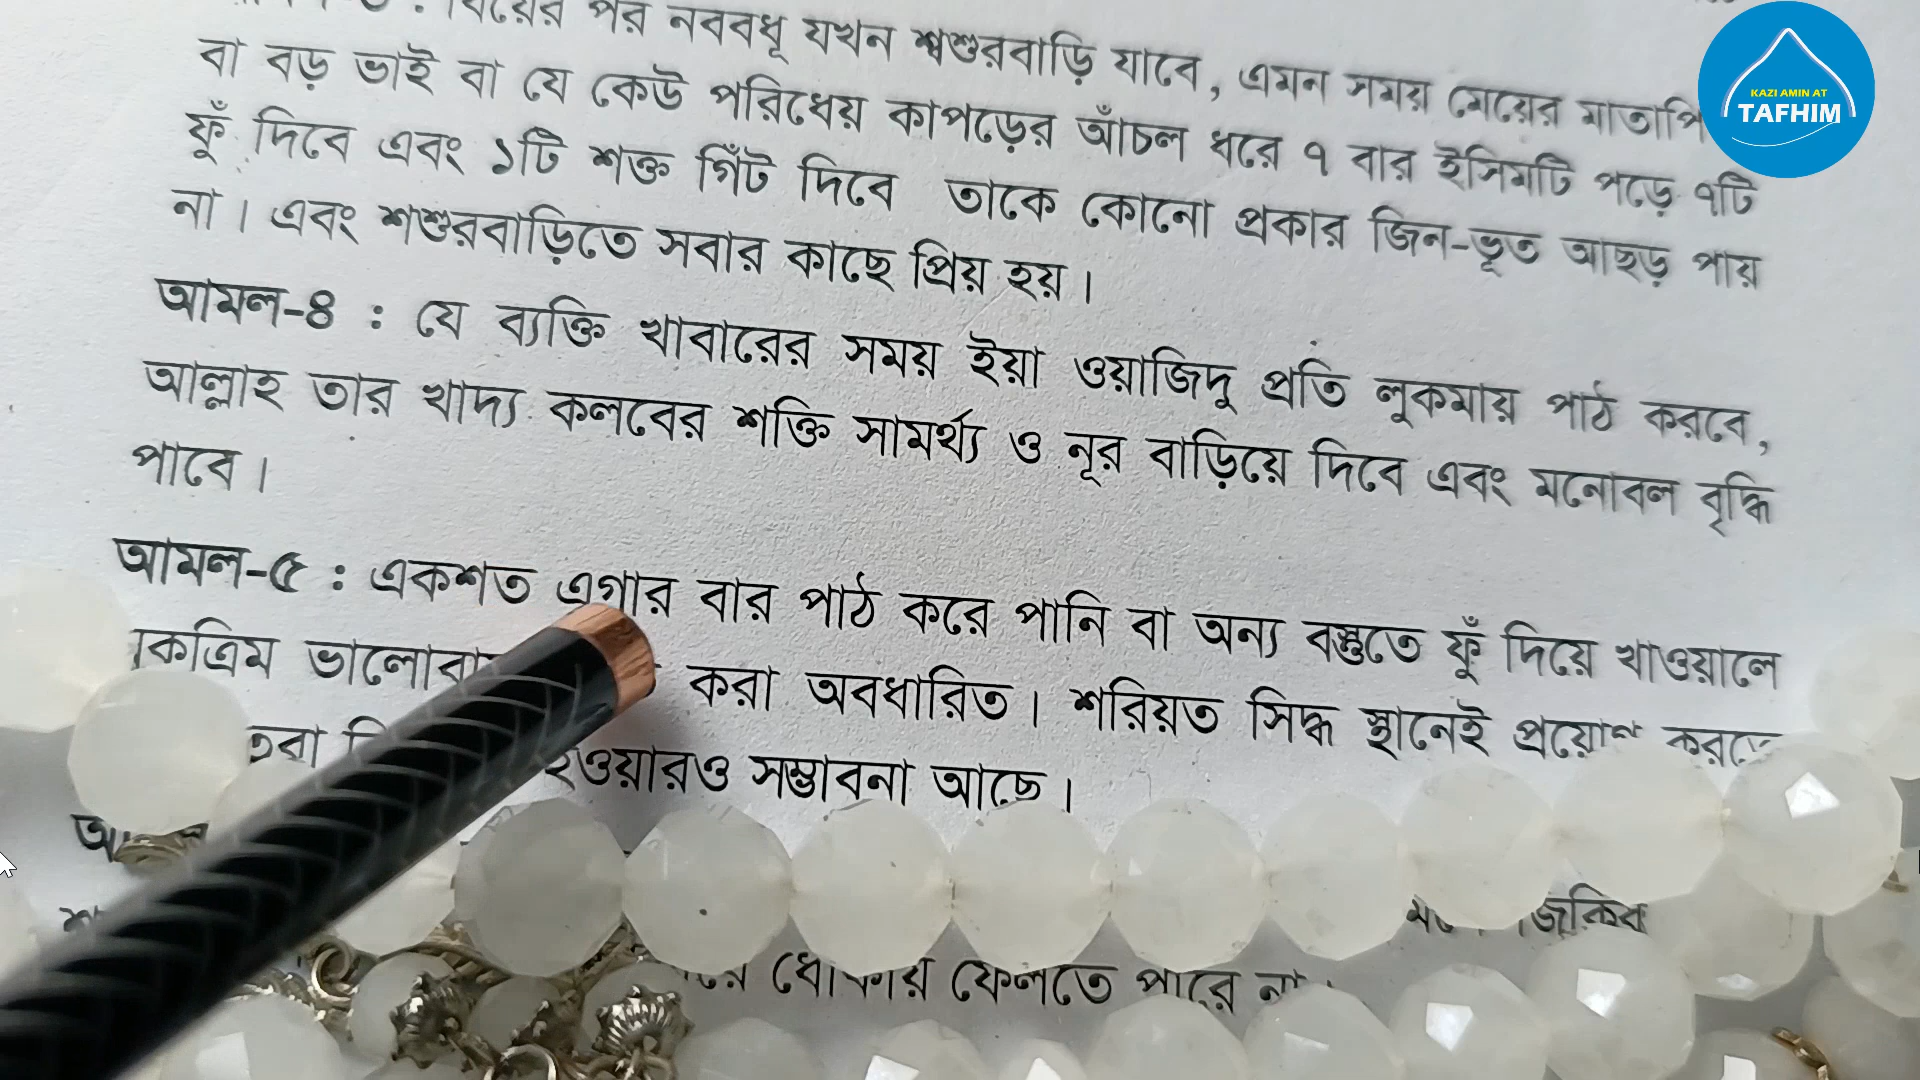 বিয়ের পর নববধূ যখন শ্বশুরবাড়ি যাবে, এমন সময় মেয়ের মাতাপি
বা বড় ভাই বা যে কেউ পরিধেয় কাপড়ের আঁচল ধরে ৭ বার ইসিমটি পড়ে ৭টি
ফুঁ দিবে এবং ১টি শক্ত গিঁট দিবে তাকে কোনো প্রকার জিন-ভূত আছড় পায়
না। এবং শশুরবাড়িতে সবার কাছে প্রিয় হয়।
আমল-৪ : যে ব্যক্তি খাবারের সময় ইয়া ওয়াজিদু প্রতি লুকমায় পাঠ করবে,
আল্লাহ তার খাদ্য কলবের শক্তি সামর্থ্য ও নূর বাড়িয়ে দিবে এবং মনোবল বৃদ্ধি
পাবে।
আমল-৫ : একশত এগার বার পাঠ করে পানি বা অন্য বস্তুতে ফুঁ দিয়ে খাওয়ালে
করা অবধারিত। শরিয়ত সিদ্ধ স্থানেই প্রয়োগ
হওয়ারও সম্ভাবনা আছে।
ধোকায় ফেলতে পারে না
KAZI AMIN AT
TAFHIM